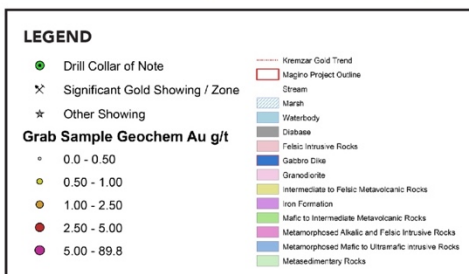 LEGEND
Drill Collar of Note
Significant Gold Showing / Zone
Other Showing
Grab Sample Geochem Au g/t
0.0 - 0.50
0.50 - 1.00
1.00 - 2.50
2.50 - 5.00
5.00 - 89.8
Kremzar Gold Trend
Magino Project Outline
Stream
Marsh
Waterbody
Diabase
Felsic Intrusive Rocks
Gabbro Dike
Granodiorite
Intermediate to Felsic Metavolcanic Rocks
Iron Formation
Mafic to Intermediate Metavolcanic Rocks
Metamorphosed Alkalic and Felsic Intrusive Rocks
Metamorphosed Mafic to Ultramafic Intrusive Rocks
Metasedimentary Rocks